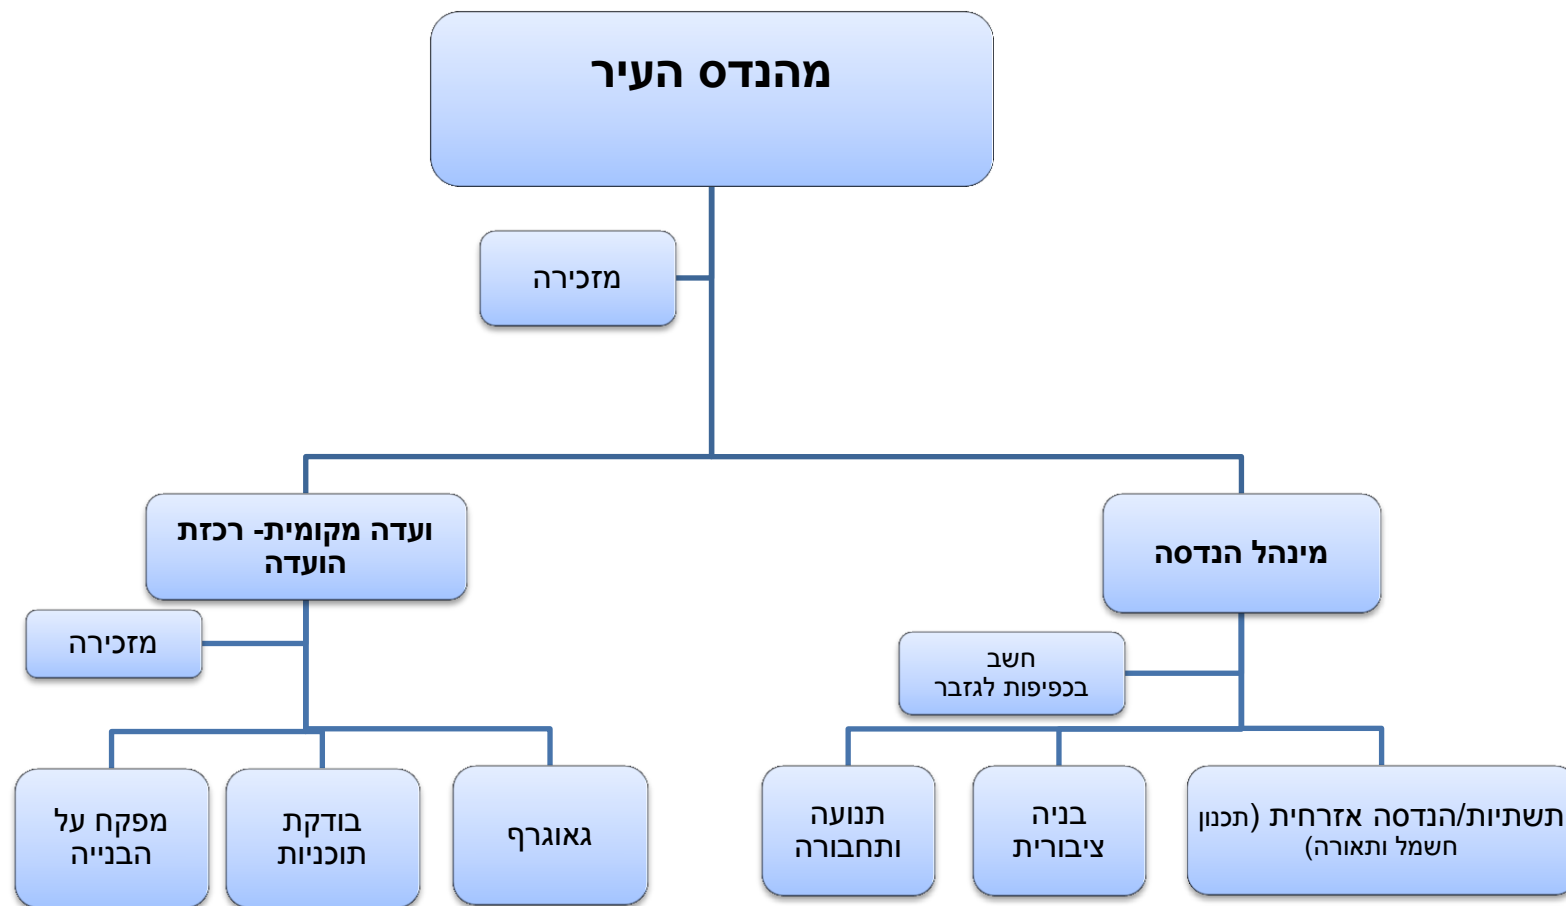 מהנדס העיר
מזכירה
מינהל הנדסה
ועדה מקומית- רכזת
הועדה
חשב
בכפיפות לגזבר
מזכירה
תשתיות/הנדסה אזרחית (תכנון
חשמל ותאורה)
בניה
ציבורית
תנועה
ותחבורה
גאוגרף
בודקת
תוכניות
מפקח על
הבנייה